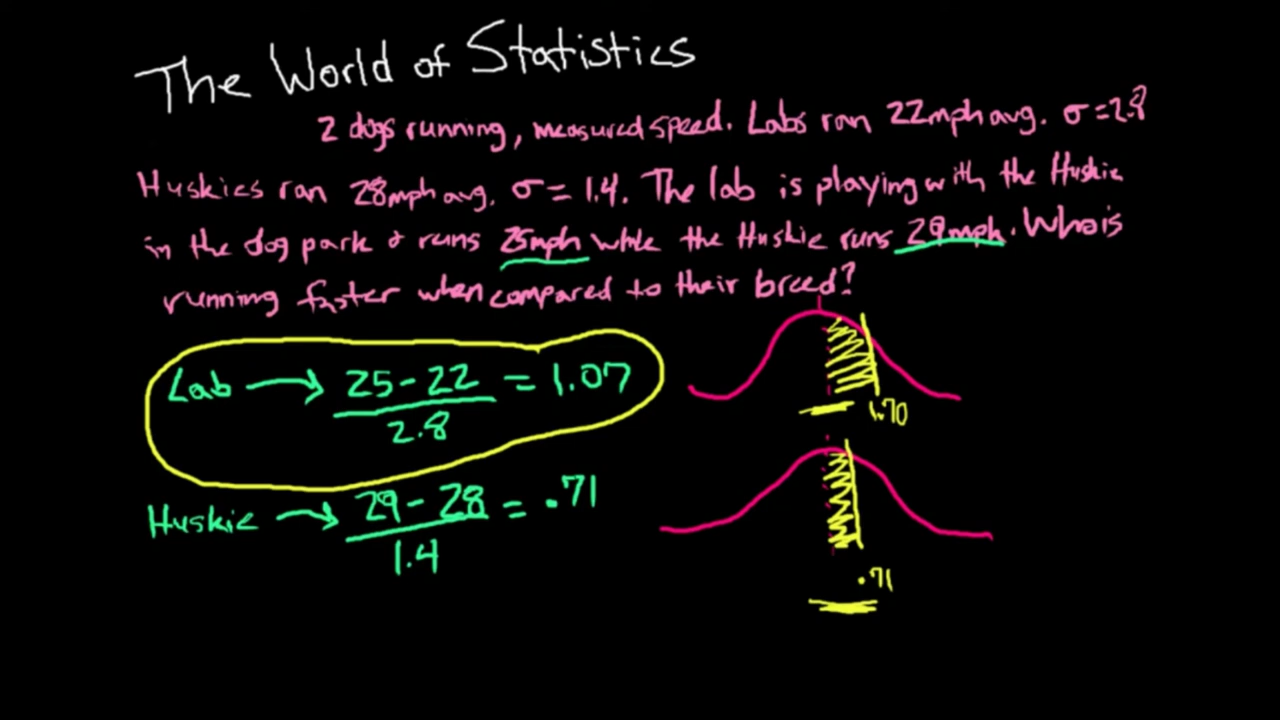 The World of Statistics
2 dogs running, measured speed. Labs ran 22mph avg. σ=2.8
Huskies ran 28mph avg. σ=1.4. The lab is playing with the Huskie
in the dog park & runs 25mph while the Huskie runs 29mph. Who is
running faster when compared to their breed?
Lab → 25-22 / 2.8 = 1.07
1.70
Huskie → 29-28 / 1.4 = .71
.71